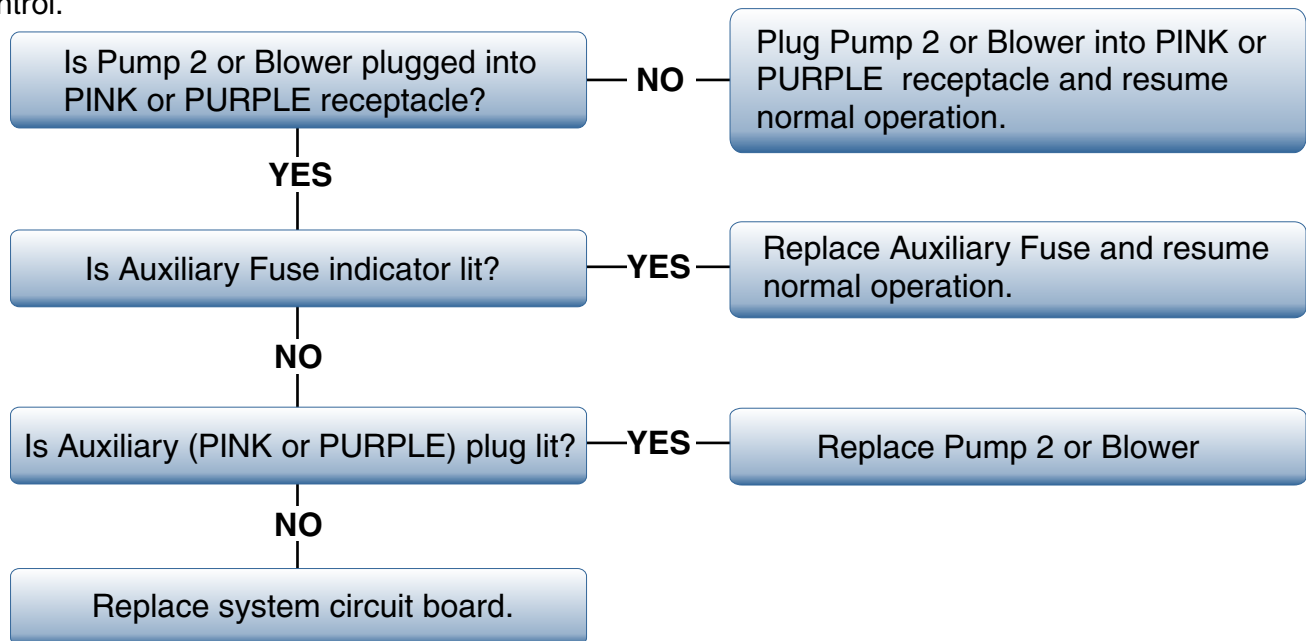 Is Pump 2 or Blower plugged into
PINK or PURPLE receptacle?
NO
Plug Pump 2 or Blower into PINK or
PURPLE receptacle and resume
normal operation.
YES
Is Auxiliary Fuse indicator lit?
YES
Replace Auxiliary Fuse and resume
normal operation.
NO
Is Auxiliary (PINK or PURPLE) plug lit?
YES
Replace Pump 2 or Blower
NO
Replace system circuit board.